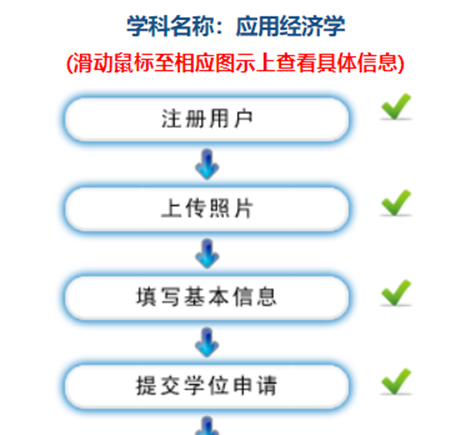 学科名称：应用经济学
(滑动鼠标至相应图示上查看具体信息)
注册用户
上传照片
填写基本信息
提交学位申请